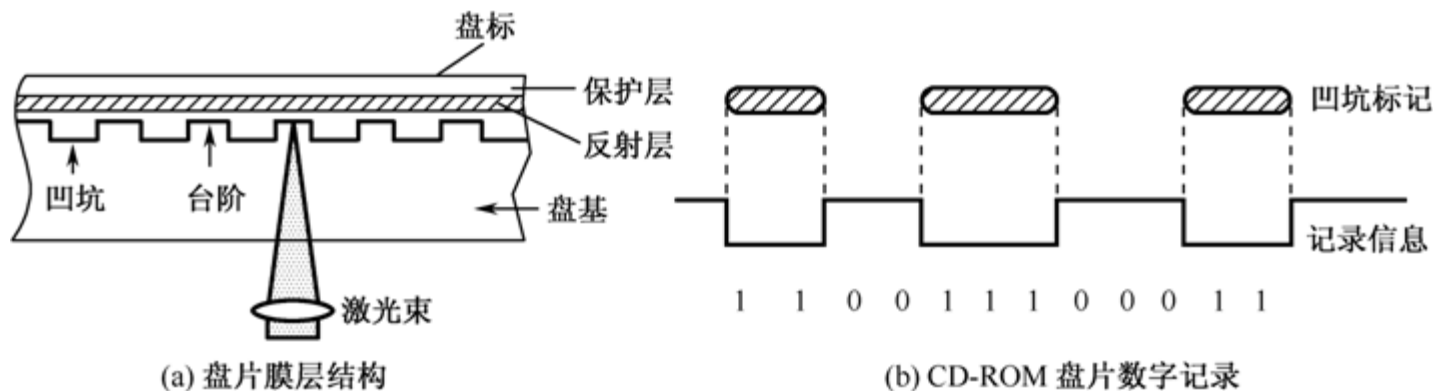 盘标
保护层
反射层
凹坑
台阶
盘基
激光束
(a) 盘片膜层结构
凹坑标记
记录信息
1 1 0 0 1 1 1 0 0 0 1 1
(b) CD-ROM 盘片数字记录